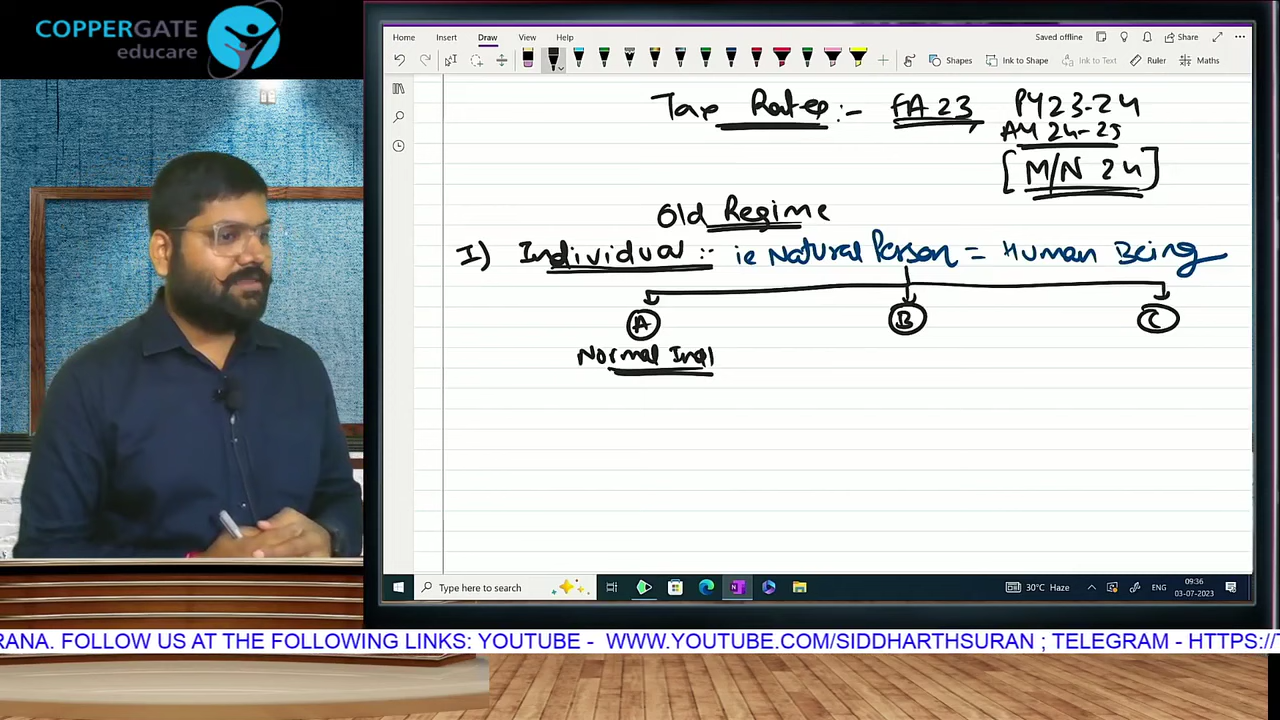 COPPERGATE
educare
Home Insert Draw View Help
Saved offline
Share
Shapes
Ink to Shape
Ink to Text
Ruler
Maths
Tax Rates :- FA 23 PY 23-24
AY 24-25
[M/N 24]
Old Regime
I) Individual :- ie Natural Person = Human Being
A B C
Normal Indl
Type here to search
30°C Haze
ENG
09:36
03-07-2023
RANA. FOLLOW US AT THE FOLLOWING LINKS: YOUTUBE - WWW.YOUTUBE.COM/SIDDHARTHSURAN ; TELEGRAM - HTTPS://T